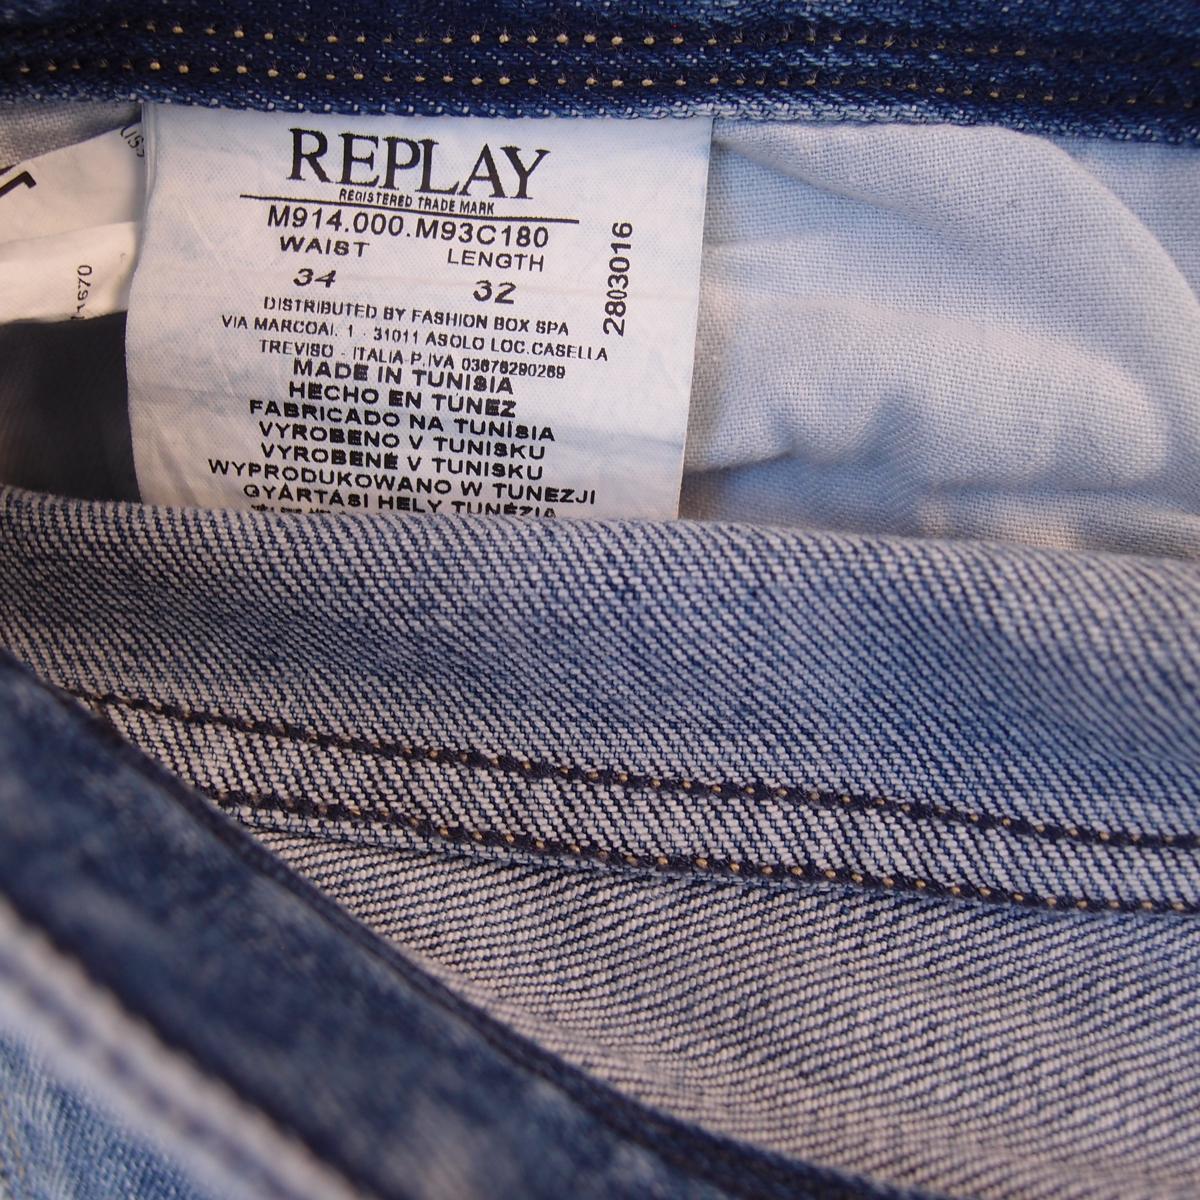 REPLAY
REGISTERED TRADE MARK
M914.000.M93C180
WAIST LENGTH
34 32
2803016
DISTRIBUTED BY FASHION BOX SPA
VIA MARCOAI. 1 - 31011 ASOLO LOC.CASELLA
TREVISO - ITALIA P.IVA 03676290269
MADE IN TUNISIA
HECHO EN TUNEZ
FABRICADO NA TUNÍSIA
VYROBENO V TUNISKU
VYROBENÉ V TUNISKU
WYPRODUKOWANO W TUNEZJI
GYÁRTÁSI HELY TUNÉZIA
1670